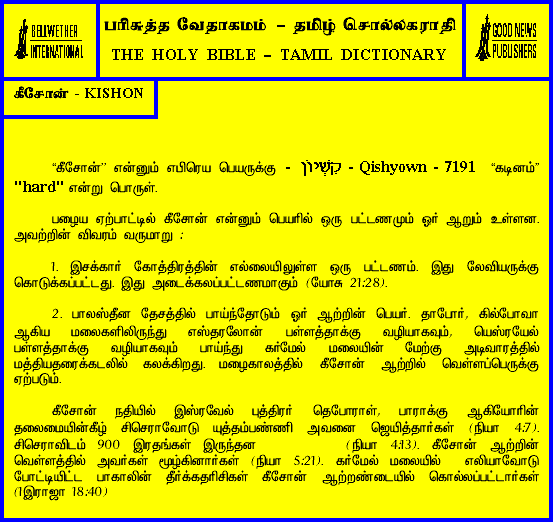 BELLWETHER
INTERNATIONAL
பரிசுத்த வேதாகமம் – தமிழ் சொல்லகராதி
THE HOLY BIBLE – TAMIL DICTIONARY
GOOD NEWS
PUBLISHERS
கீசோன் - KISHON
“கீசோன்” என்னும் எபிரெய பெயருக்கு - קִשְׁיוֹן - Qishyown - 7191 “கடினம்”
"hard" என்று பொருள்.
பழைய ஏற்பாட்டில் கீசோன் என்னும் பெயரில் ஒரு பட்டணமும் ஓர் ஆறும் உள்ளன.
அவற்றின் விவரம் வருமாறு :
1. இசக்கார் கோத்திரத்தின் எல்லையிலுள்ள ஒரு பட்டணம். இது லேவியருக்கு
கொடுக்கப்பட்டது. இது அடைக்கலப்பட்டணமாகும் (யோசு 21:28).
2. பாலஸ்தீன தேசத்தில் பாய்ந்தோடும் ஓர் ஆற்றின் பெயர். தாபோர், கில்போவா
ஆகிய மலைகளிலிருந்து எஸ்தரலோன் பள்ளத்தாக்கு வழியாகவும், யெஸ்ரயேல்
பள்ளத்தாக்கு வழியாகவும் பாய்ந்து கர்மேல் மலையின் மேற்கு அடிவாரத்தில்
மத்தியதரைக்கடலில் கலக்கிறது. மழைகாலத்தில் கீசோன் ஆற்றில் வெள்ளப்பெருக்கு
ஏற்படும்.
கீசோன் நதியில் இஸ்ரவேல் புத்திரர் தெபோராள், பாராக்கு ஆகியோரின்
தலைமையின்கீழ் சிசெராவோடு யுத்தம்பண்ணி அவனை ஜெயித்தார்கள் (நியா 4:7).
சிசெராவிடம் 900 இரதங்கள் இருந்தன (நியா 4:13). கீசோன் ஆற்றின்
வெள்ளத்தில் அவர்கள் மூழ்கினார்கள் (நியா 5:21). கர்மேல் மலையில் எலியாவோடு
போட்டியிட்ட பாகாலின் தீர்க்கதரிசிகள் கீசோன் ஆற்றண்டையில் கொல்லப்பட்டார்கள்
(1இராஜா 18:40)